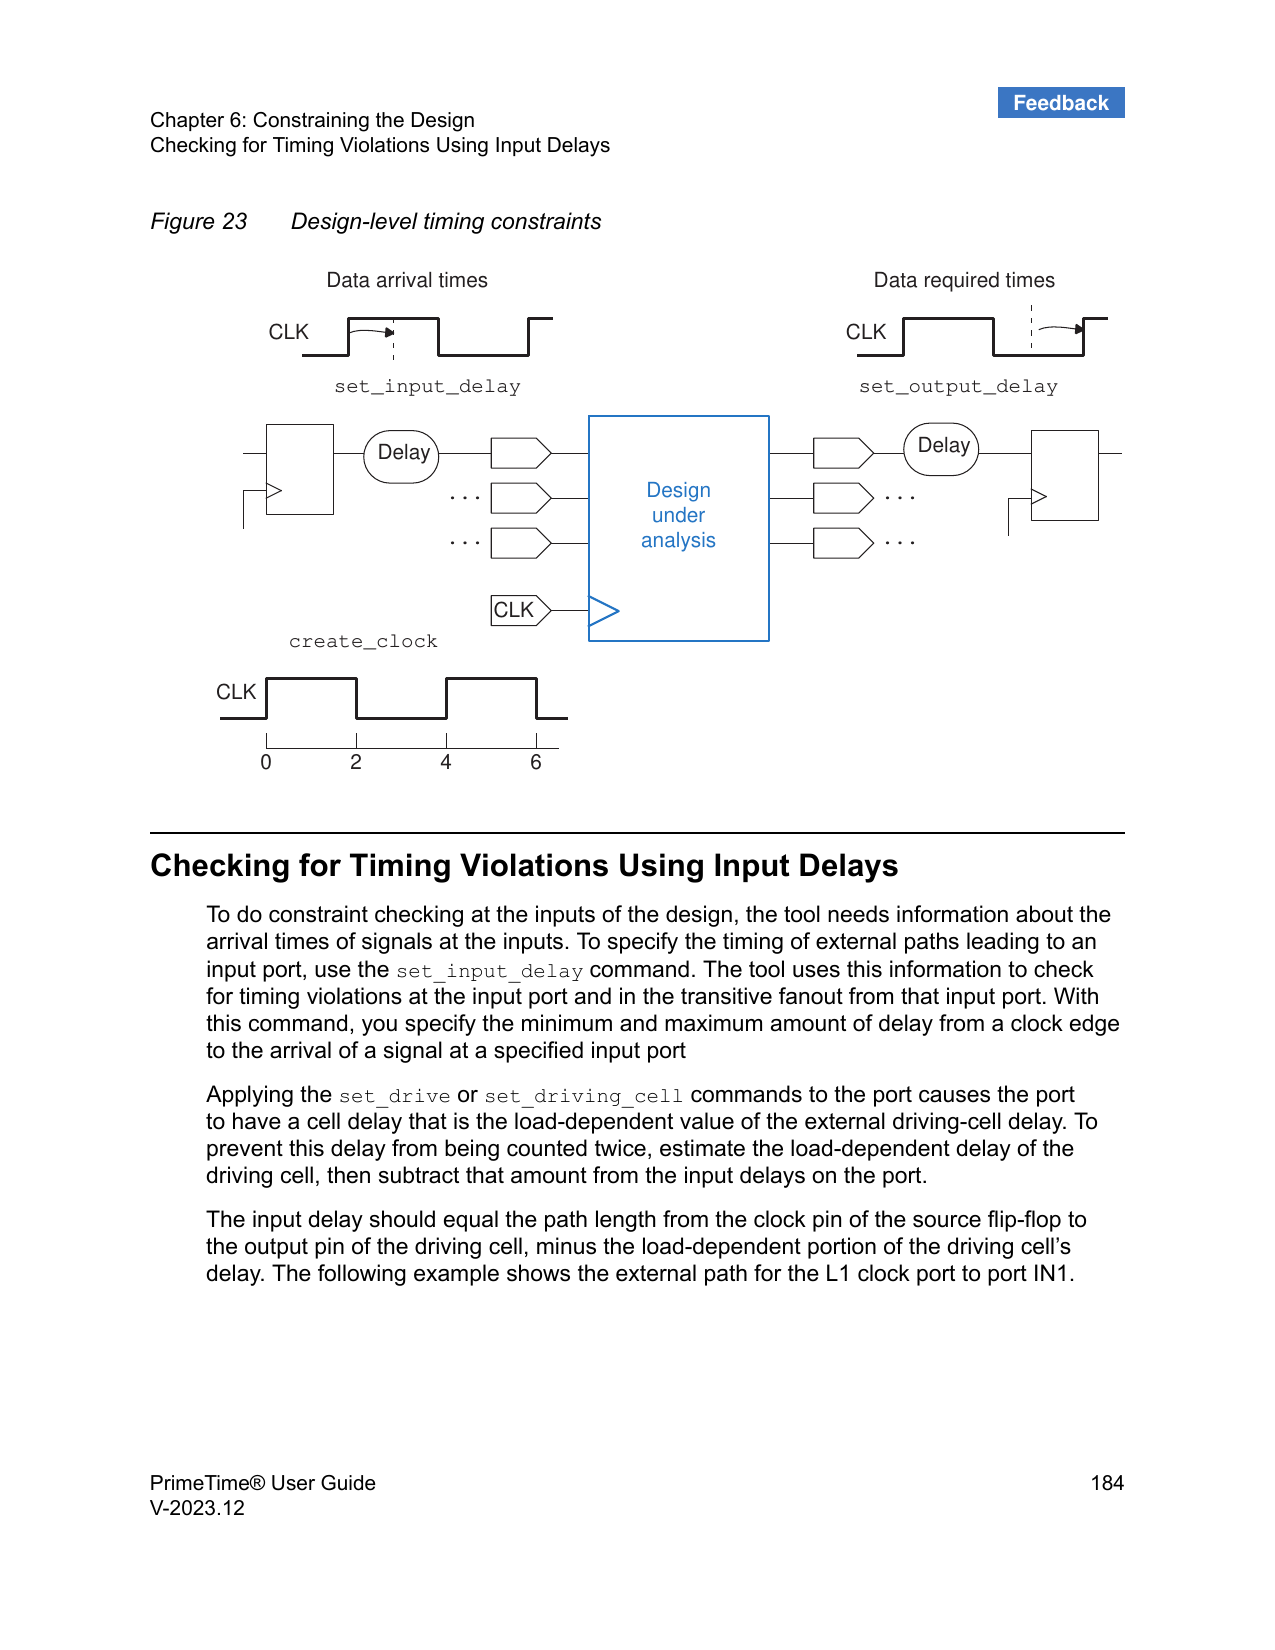 Feedback
Chapter 6: Constraining the Design
Checking for Timing Violations Using Input Delays
Figure 23 Design-level timing constraints
Data arrival times
Data required times
CLK
CLK
set_input_delay
set_output_delay
Delay
Delay
. . .
. . .
Design
under
analysis
. . .
. . .
CLK
create_clock
CLK
0 2 4 6
Checking for Timing Violations Using Input Delays
To do constraint checking at the inputs of the design, the tool needs information about the
arrival times of signals at the inputs. To specify the timing of external paths leading to an
input port, use the set_input_delay command. The tool uses this information to check
for timing violations at the input port and in the transitive fanout from that input port. With
this command, you specify the minimum and maximum amount of delay from a clock edge
to the arrival of a signal at a specified input port
Applying the set_drive or set_driving_cell commands to the port causes the port
to have a cell delay that is the load-dependent value of the external driving-cell delay. To
prevent this delay from being counted twice, estimate the load-dependent delay of the
driving cell, then subtract that amount from the input delays on the port.
The input delay should equal the path length from the clock pin of the source flip-flop to
the output pin of the driving cell, minus the load-dependent portion of the driving cell’s
delay. The following example shows the external path for the L1 clock port to port IN1.
PrimeTime® User Guide 184
V-2023.12